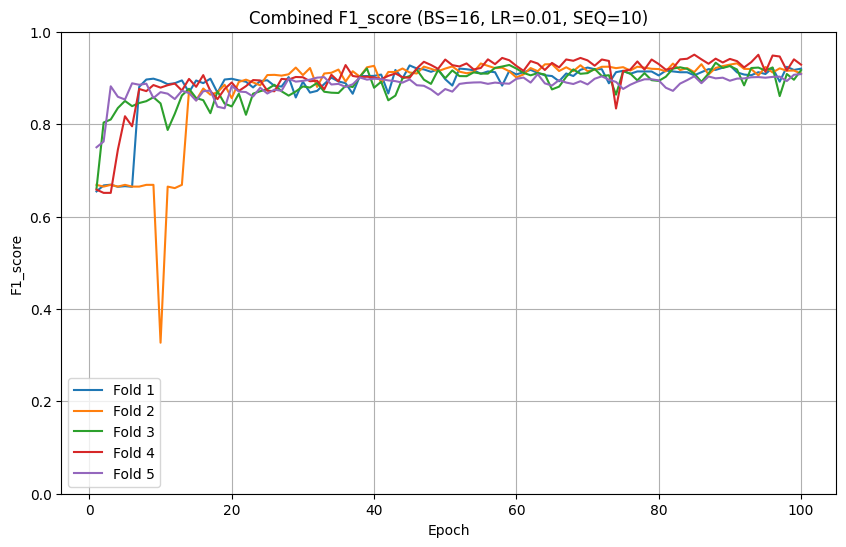 Combined F1_score (BS=16, LR=0.01, SEQ=10)
1.0
0.8
0.6
0.4
0.2
0.0
F1_score
Fold 1
Fold 2
Fold 3
Fold 4
Fold 5
0 20 40 60 80 100
Epoch